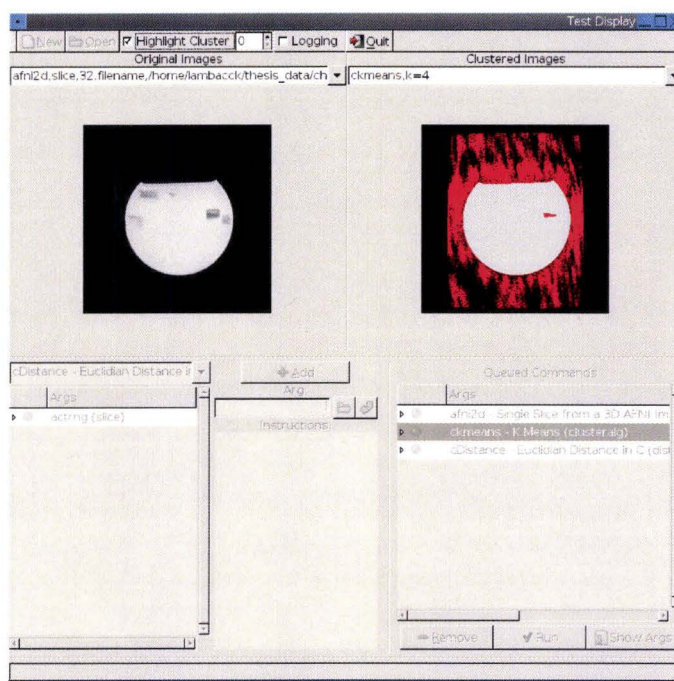 Test Display
New Open Highlight Cluster 0 Logging Quit
Original Images Clustered Images
afni2d,slice,32,filename,/home/lambacck/thesis_data/ch ckmeans,k=4
cDistance - Euclidian Distance in Add Queued Commands
Args Arg: Args
actrng (slice) afni2d - Single Slice from a 3D AFNI Im
Instructions ckmeans - K Means (clusteralg)
cDistance - Euclidian Distance in C (dis
Remove Run Show Args